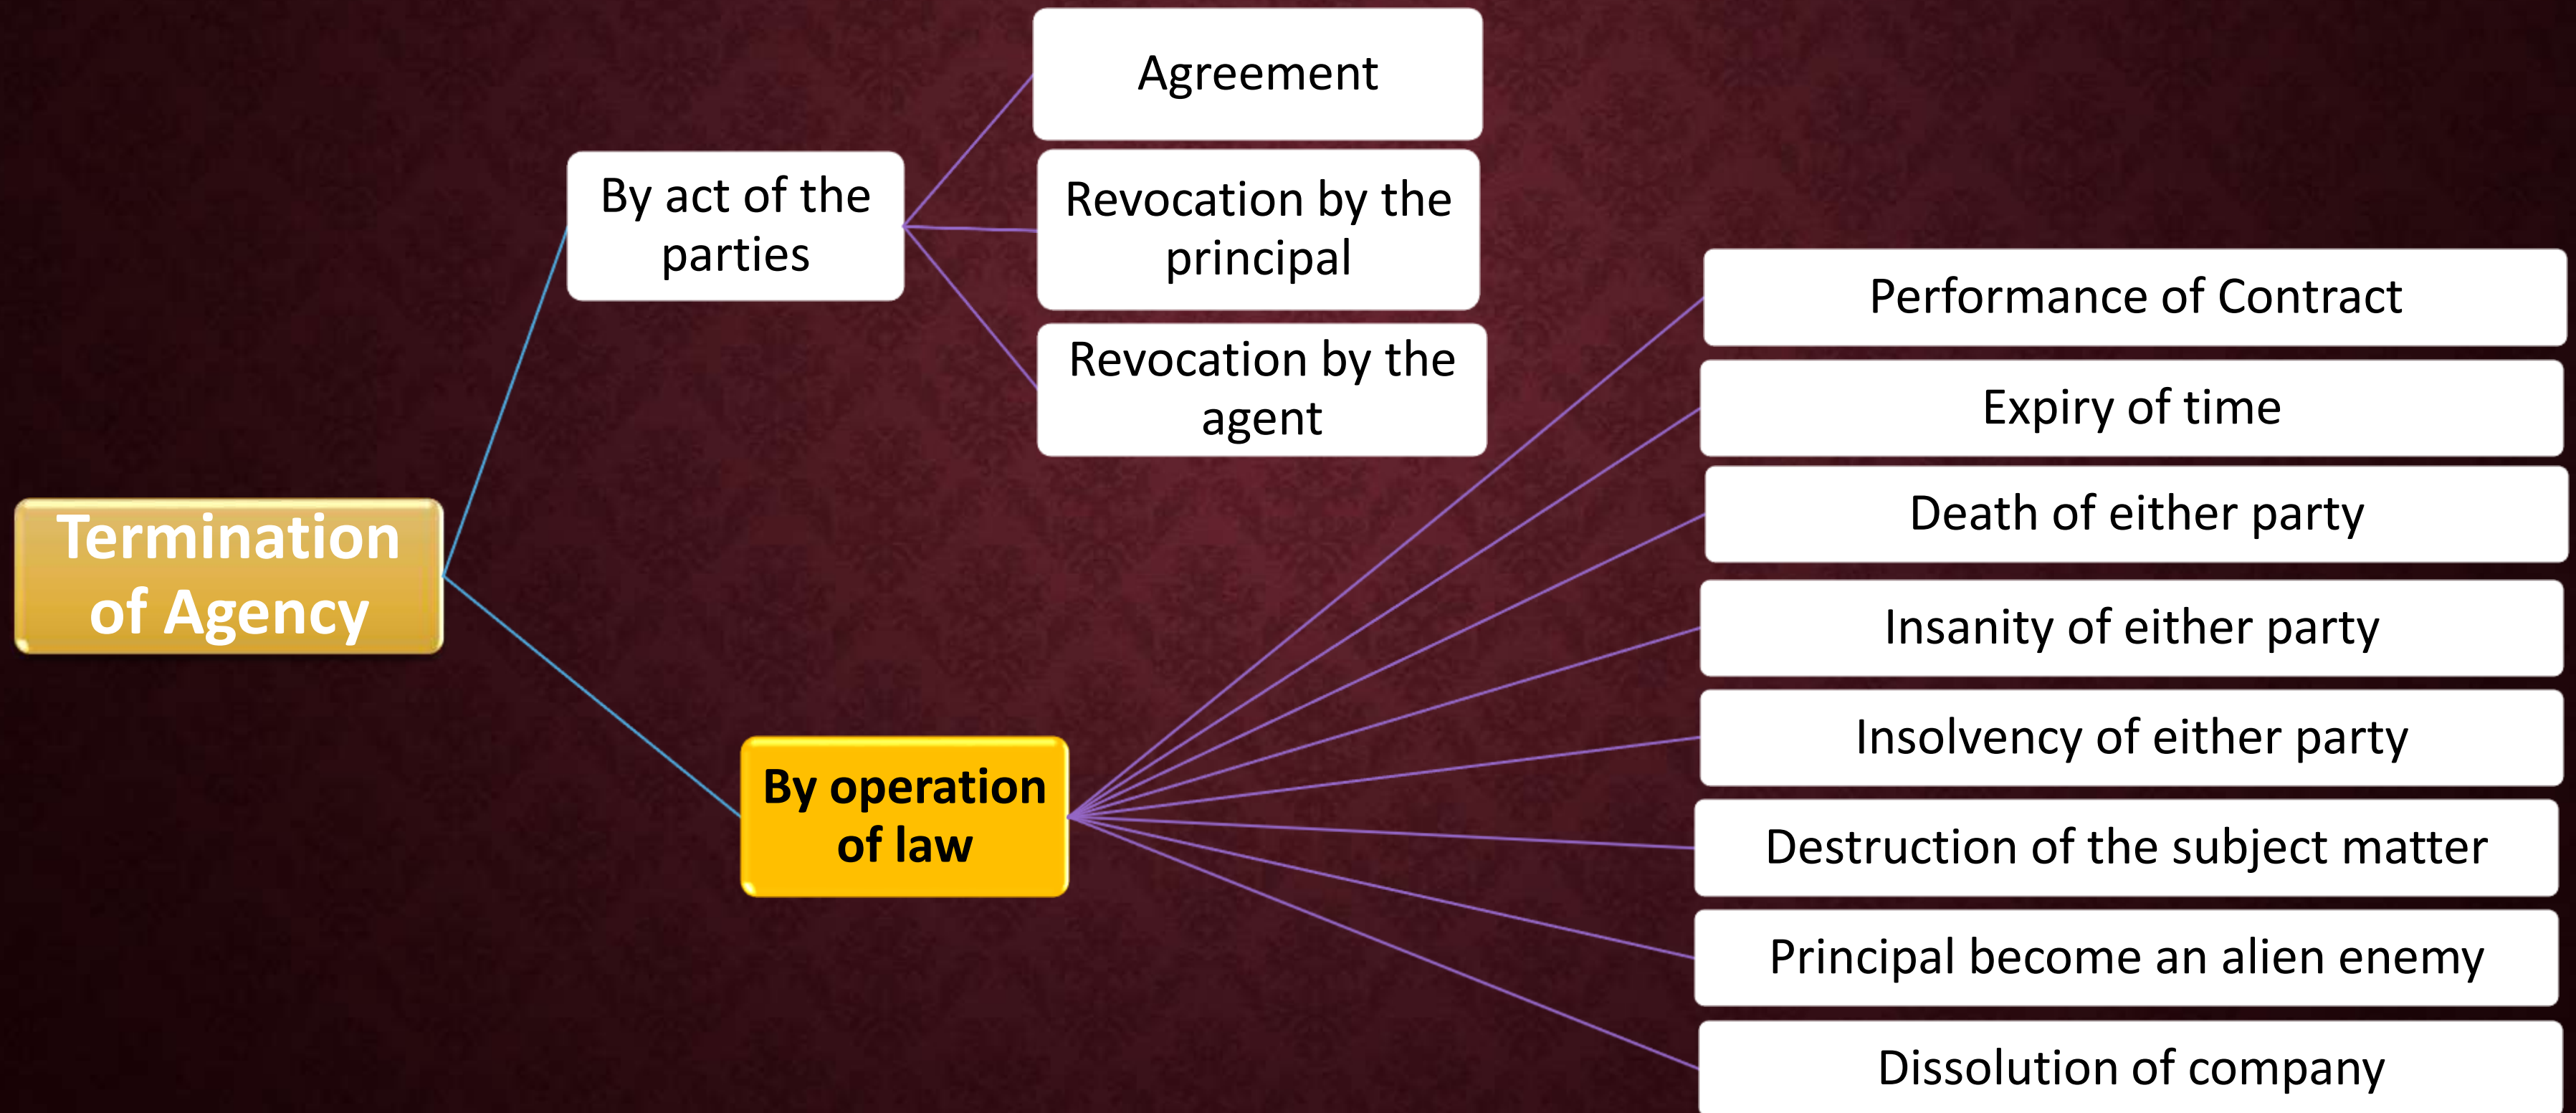 Termination
of Agency
By act of the
parties
Agreement
Revocation by the
principal
Revocation by the
agent
By operation
of law
Performance of Contract
Expiry of time
Death of either party
Insanity of either party
Insolvency of either party
Destruction of the subject matter
Principal become an alien enemy
Dissolution of company